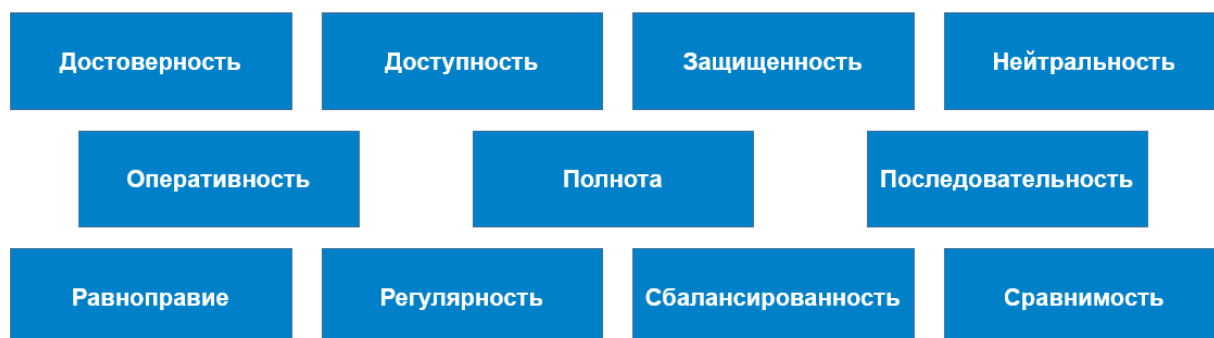 Достоверность
Доступность
Защищенность
Нейтральность
Оперативность
Полнота
Последовательность
Равноправие
Регулярность
Сбалансированность
Сравнимость